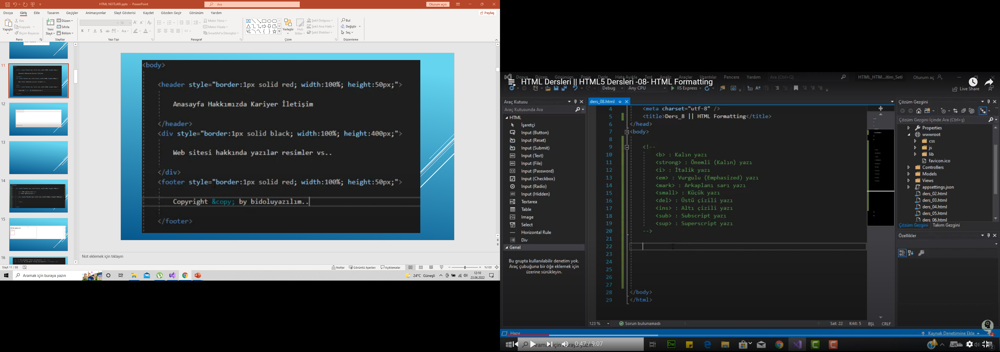 HTML NOTLARI.pptx - PowerPoint
Ara
Oturum açın
Dosya Giriş Ekle Tasarım Geçişler Animasyonlar Slayt Gösterisi Kaydet Gözden Geçir Görünüm Yardım
Paylaş
Yapıştır
Kes
Kopyala
Biçim Boyacısı
Pano
Yeni
Slayt
Düzen
Sıfırla
Bölüm
Slaytlar
36
K T A S ab AV Aa A
Yazı Tipi
Metin Yönü
Metni Hizala
SmartArt'a Dönüştür
Paragraf
Yerleştir
Hızlı
Stiller
Şekil Dolgusu
Şekil Ana Hattı
Şekil Efektleri
Çizim
Bul
Değiştir
Seç
Düzenleme
11
12
13
14
15
16
<body>
<header style="border:1px solid red; width:100%; height:50px;">
Anasayfa Hakkımızda Kariyer İletişim
</header>
<div style="border:1px solid black; width:100%; height:400px;">
Web sitesi hakkında yazılar resimler vs..
</div>
<footer style="border:1px solid red; width:100%; height:50px;">
Copyright &copy; by bidoluyazılım..
</footer>
Not eklemek için tıklayın
Slayt 11 / 88
Notlar
Görüntü Ayarları
Açıklamalar
%100
Aramak için buraya yazın
24°C Güneşli
12:10
23.06.2022
Dosya Düzen Görünüm Proje Derle Hata Ayıkla Test Analiz Araçlar Uzantılar Pencere Yardım
Ara (Ctrl+Q)
HTML_HTM...itim_Seti
Oturum aç
HTML Dersleri || HTML5 Dersleri -08- HTML Formatting
Debug
Any CPU
IIS Express
Live Share
Araç Kutusu
Araç Kutusunda Ara
HTML
İşaretçi
Input (Button)
Input (Reset)
Input (Submit)
Input (Text)
Input (File)
Input (Password)
Input (Checkbox)
Input (Radio)
Input (Hidden)
Textarea
Table
Image
Select
Horizontal Rule
Div
Genel
Bu grupta kullanılabilir denetim yok.
Araç çubuğuna bir öğe eklemek için
üzerine sürükleyin.
ders_08.html
4 <meta charset="utf-8" />
5 <title>Ders_8 || HTML Formatting</title>
6 </head>
7 <body>
8
9 <!--
10 <b> : Kalın yazı
11 <strong> : Önemli (Kalın) yazı
12 <i> : İtalik yazı
13 <em> : Vurgulu (Emphasized) yazı
14 <mark> : Arkaplanı sarı yazı
15 <small> : Küçük yazı
16 <del> : Üstü çizili yazı
17 <ins> : Altı çizili yazı
18 <sub> : Subscript yazı
19 <sup> : Superscript yazı
20 -->
21
22
23
24
25
26
27
28 </body>
29 </html>
123 %
Sorun bulunamadı
Sat: 22 Krkt: 5 BŞL CRLF
Çözüm Gezgini
Çözüm Gezgini İçinde Ara (Ctrl+ş)
Properties
wwwroot
css
js
lib
favicon.ico
Controllers
Models
Views
appsettings.json
ders_02.html
ders_03.html
ders_04.html
ders_05.html
ders_06.html
Çözüm Gezgini Takım Gezgini
Özellikler
Hazır
Kaynak Denetimine Ekle
2
Aramak için buraya yazın
0:47 / 9:07
Dw
2